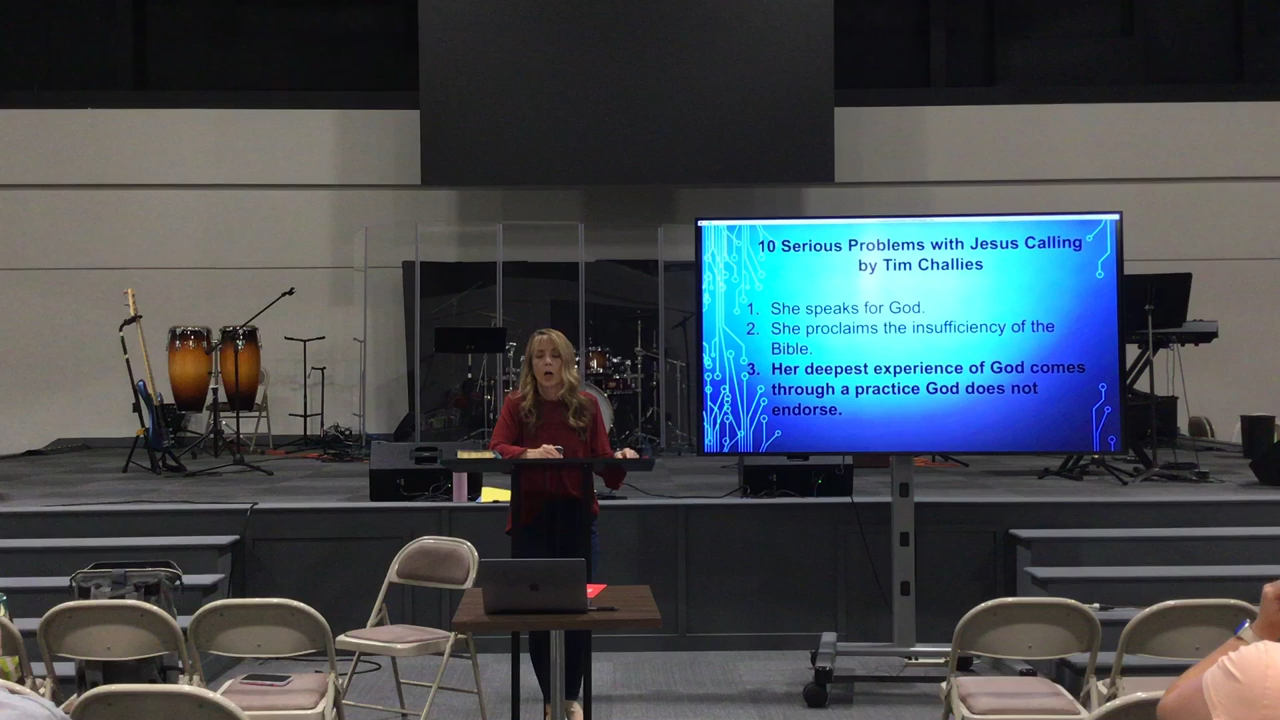 10 Serious Problems with Jesus Calling
by Tim Challies
1. She speaks for God.
2. She proclaims the insufficiency of the
Bible.
3. Her deepest experience of God comes
through a practice God does not
endorse.